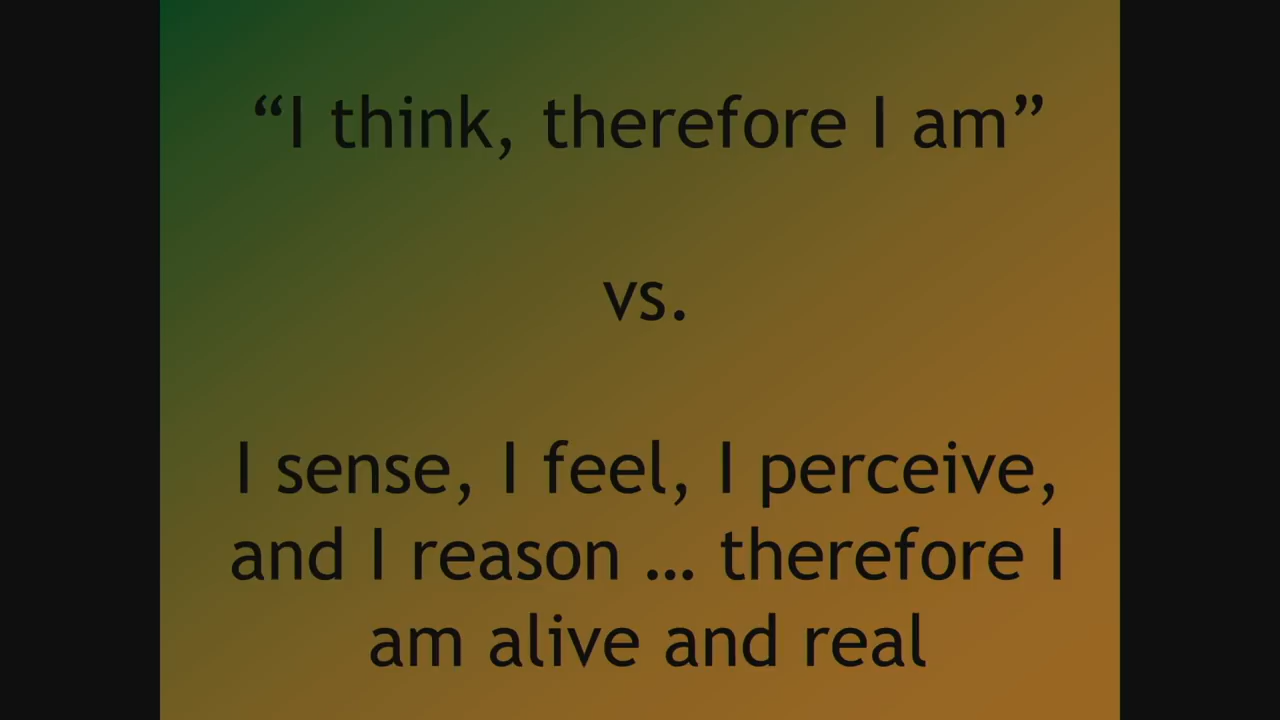 “I think, therefore I am”
vs.
I sense, I feel, I perceive,
and I reason … therefore I
am alive and real